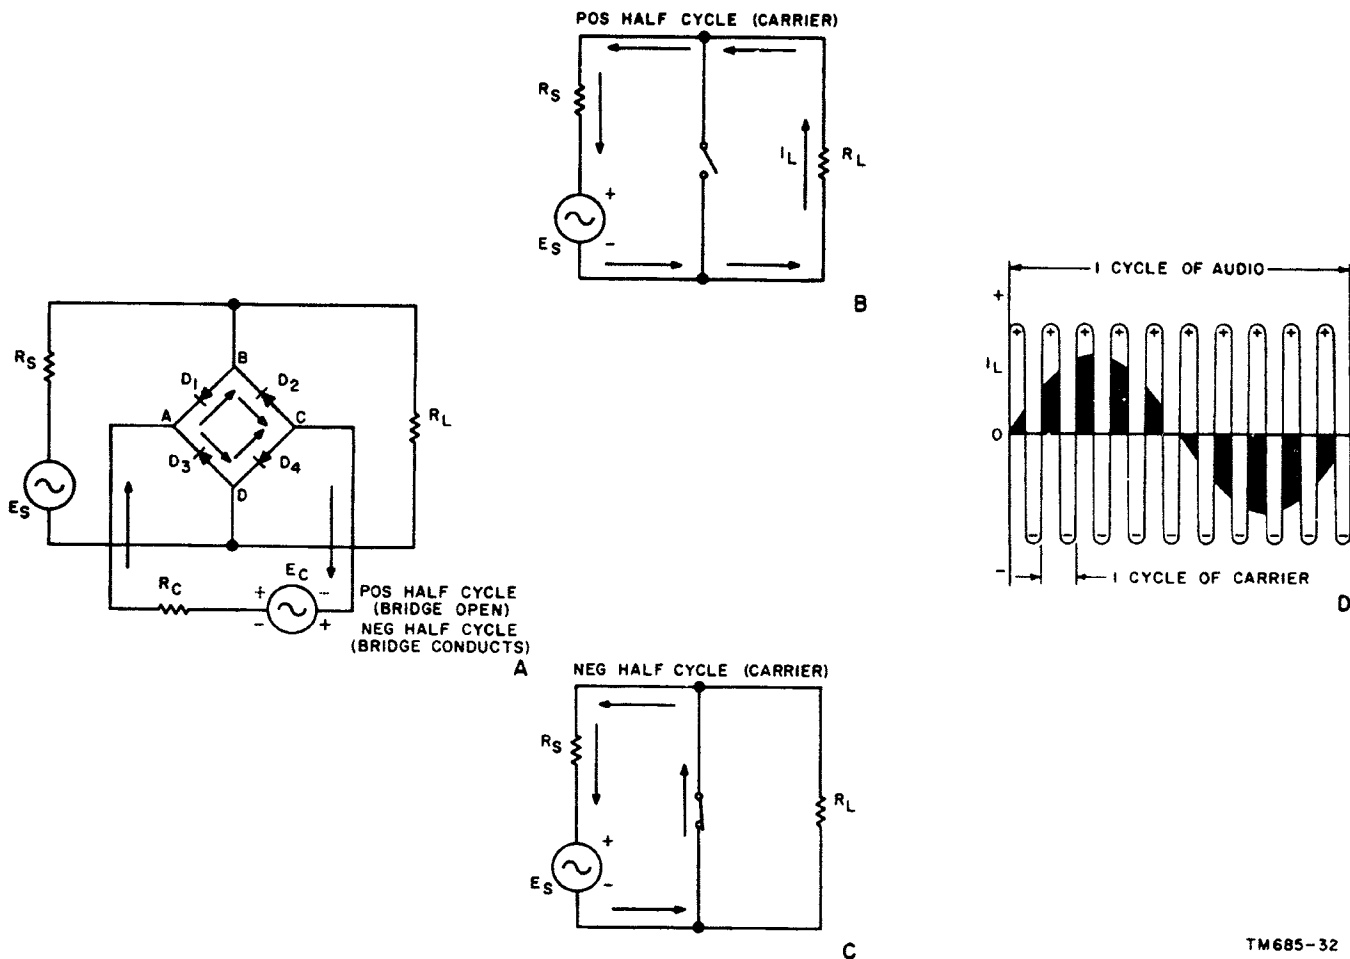 POS HALF CYCLE (CARRIER)
RS
+
ES
-
IL
RL
B
RS
ES
B
D1
D2
A
C
D3
D4
D
RL
RC
EC
+ -
- +
POS HALF CYCLE
(BRIDGE OPEN)
NEG HALF CYCLE
(BRIDGE CONDUCTS)
A
NEG HALF CYCLE (CARRIER)
RS
+
ES
-
RL
C
1 CYCLE OF AUDIO
+
+ + + + + + + + + +
IL
0
- - - - - - - - - -
-
1 CYCLE OF CARRIER
D
TM685-32